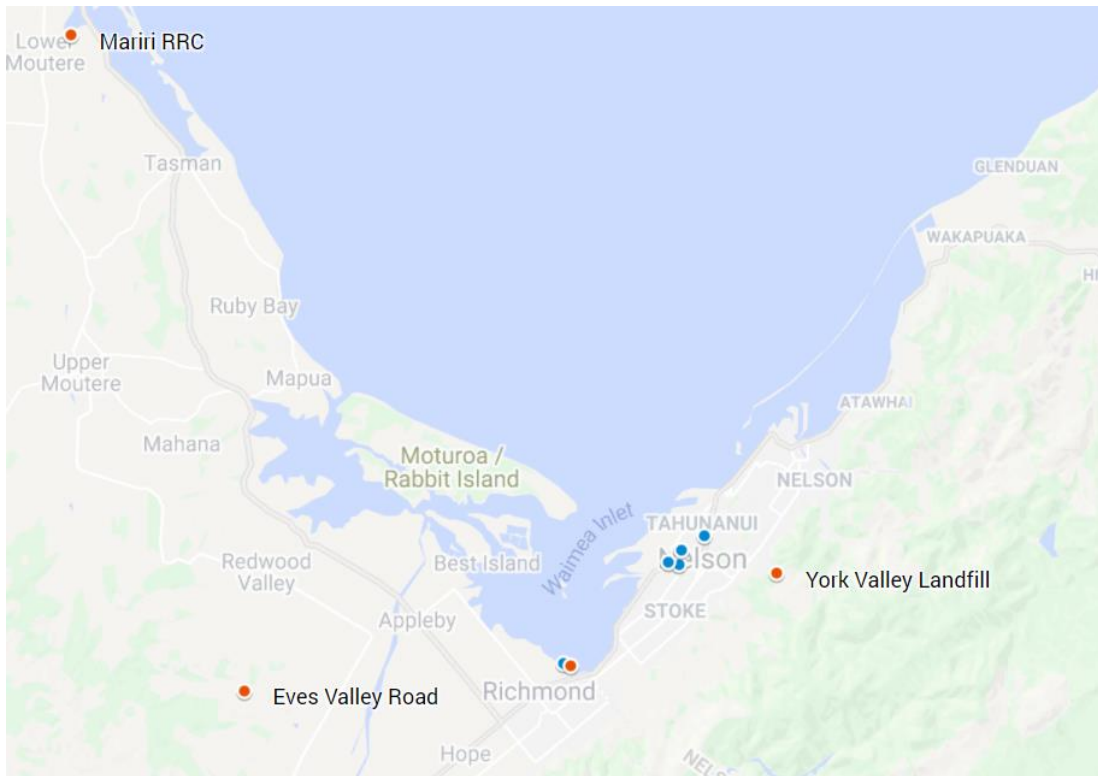 Lower
Moutere
Mariri RRC
Tasman
GLENDUAN
WAKAPUAKA
Ruby Bay
Upper
Moutere
Mapua
ATAWHAI
Mahana
Moturoa /
Rabbit Island
NELSON
Waimea Inlet
TAHUNANUI
Nelson
Redwood
Valley
Best Island
York Valley Landfill
STOKE
Appleby
Richmond
Eves Valley Road
Hope